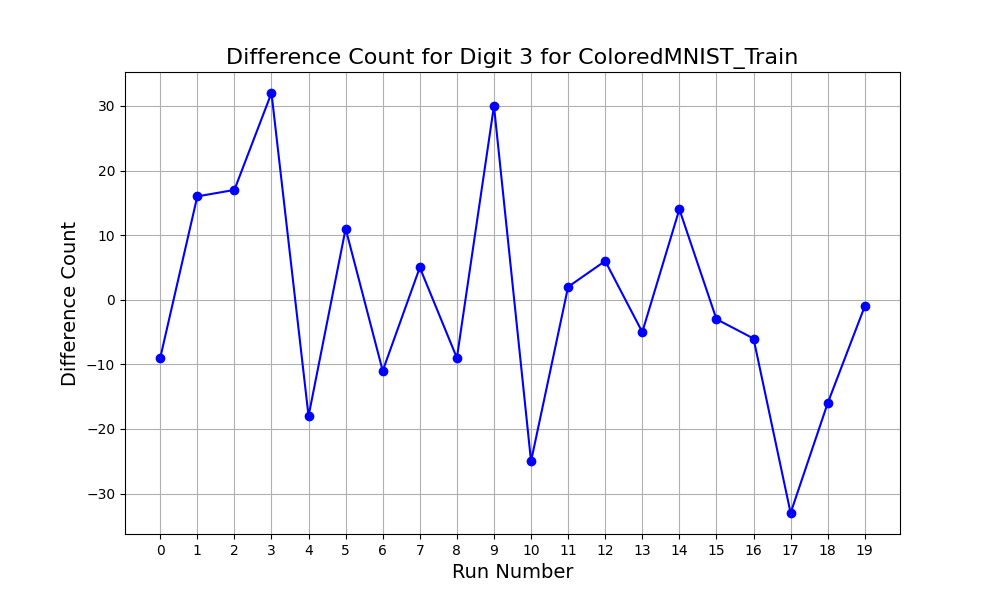 Difference Count for Digit 3 for ColoredMNIST_Train
Difference Count
30
20
10
0
−10
−20
−30
0 1 2 3 4 5 6 7 8 9 10 11 12 13 14 15 16 17 18 19
Run Number